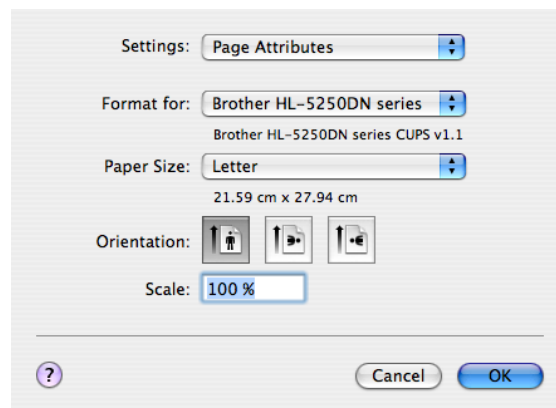 Settings: Page Attributes
Format for: Brother HL-5250DN series
Brother HL-5250DN series CUPS v1.1
Paper Size: Letter
21.59 cm x 27.94 cm
Orientation:
Scale: 100 %
? Cancel OK